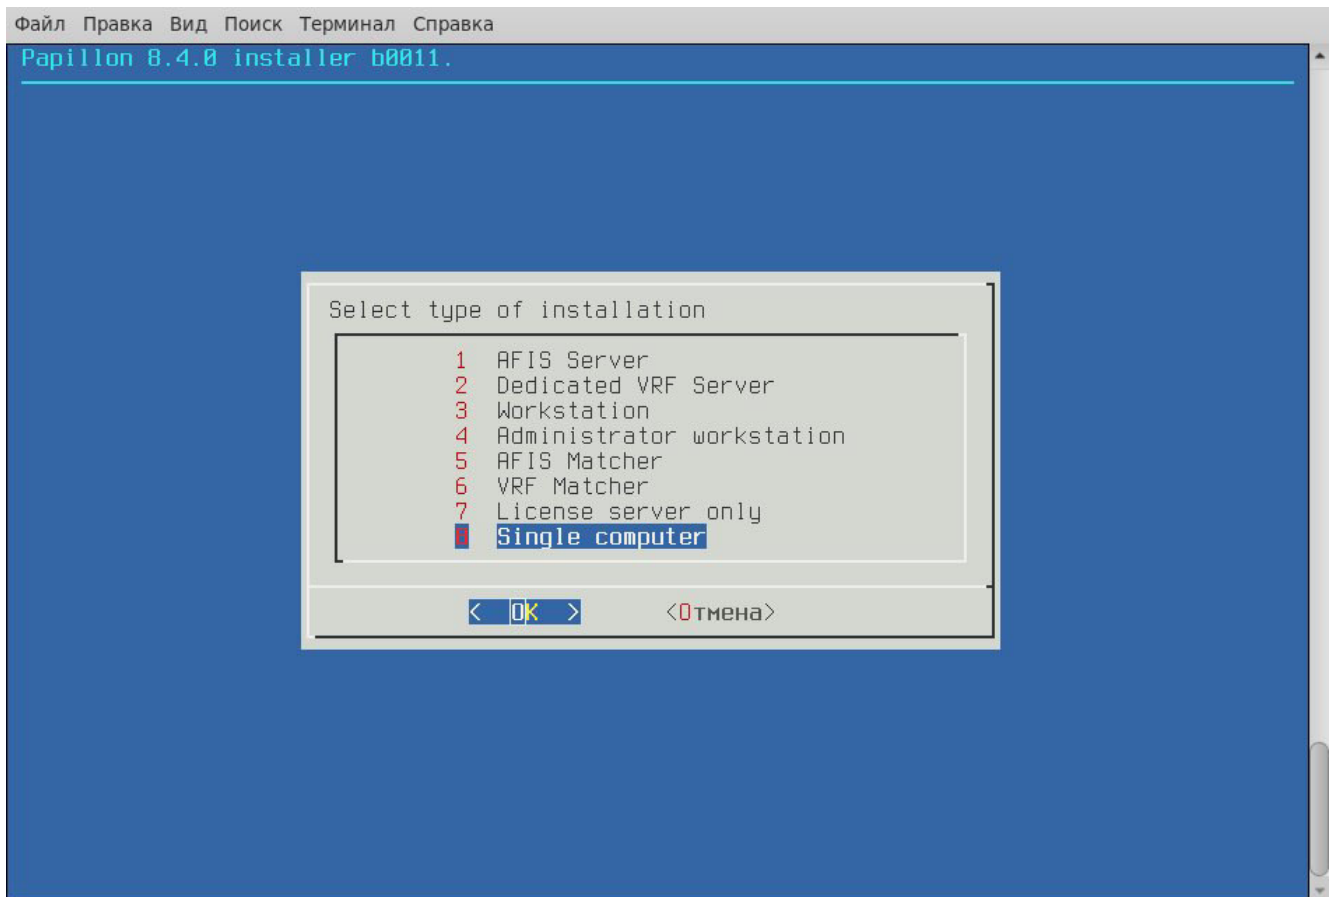 Файл Правка Вид Поиск Терминал Справка
Papillon 8.4.0 installer b0011.
Select type of installation
1 AFIS Server
2 Dedicated VRF Server
3 Workstation
4 Administrator workstation
5 AFIS Matcher
6 VRF Matcher
7 License server only
8 Single computer
< OK > <Отмена>